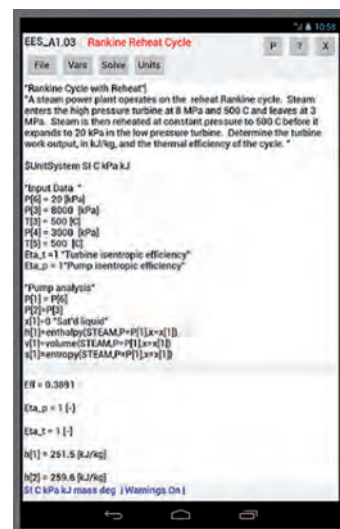 10:58
EES_A1.03 Rankine Reheat Cycle P ? X
File Vars Solve Units
"Rankine Cycle with Reheat"
"A steam power plant operates on the reheat Rankine cycle. Steam
enters the high pressure turbine at 8 MPa and 500 C and leaves at 3
MPa. Steam is then reheated at constant pressure to 500 C before it
expands to 20 kPa in the low pressure turbine. Determine the turbine
work output, in kJ/kg, and the thermal efficiency of the cycle. "
$UnitSystem SI C kPa kJ
"Input Data "
P[6] = 20 [kPa]
P[3] = 8000 [kPa]
T[3] = 500 [C]
P[4] = 3000 [kPa]
T[5] = 500 [C]
Eta_t =1 "Turbine isentropic efficiency"
Eta_p = 1"Pump isentropic efficiency"
"Pump analysis"
P[1] = P[6]
P[2]=P[3]
x[1]=0 "Sat'd liquid"
h[1]=enthalpy(STEAM,P=P[1],x=x[1])
v[1]=volume(STEAM,P=P[1],x=x[1])
s[1]=entropy(STEAM,P=P[1],x=x[1])
Eff = 0.3891
Eta_p = 1 [-]
Eta_t = 1 [-]
h[1] = 251.5 [kJ/kg]
h[2] = 259.6 [kJ/kg]
SI C kPa kJ mass deg | Warnings On |